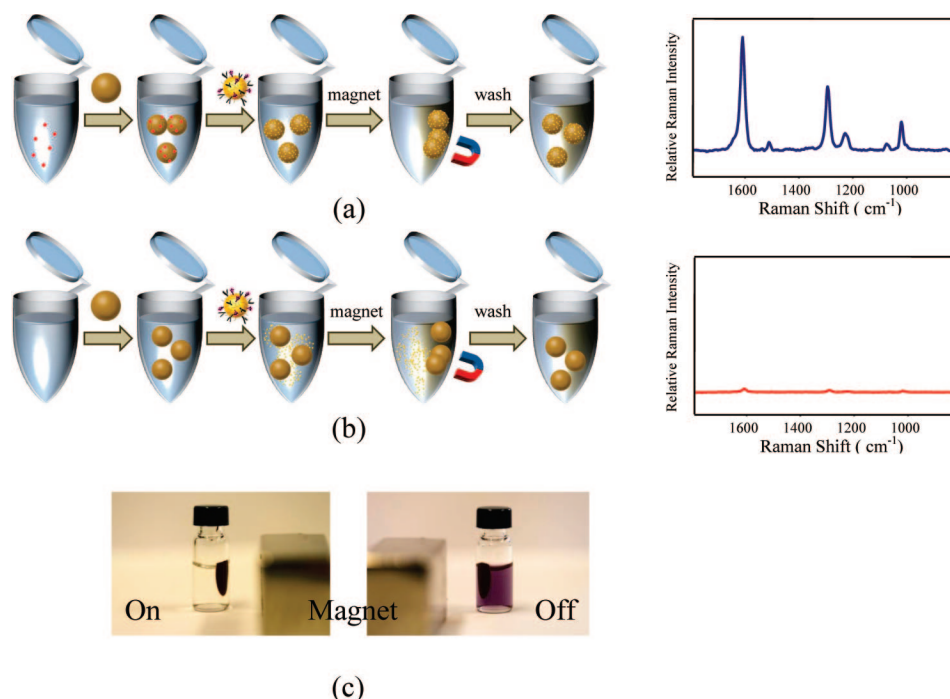 magnet
wash
(a)
Relative Raman Intensity
1600 1400 1200 1000
Raman Shift ( cm-1)
magnet
wash
(b)
Relative Raman Intensity
1600 1400 1200 1000
Raman Shift ( cm-1)
On Magnet Off
(c)